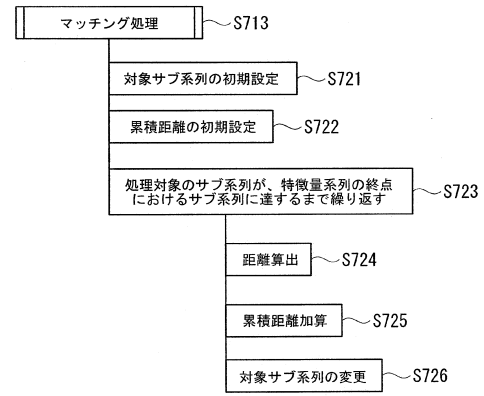 マッチング処理 S713
対象サブ系列の初期設定 S721
累積距離の初期設定 S722
処理対象のサブ系列が、特徴量系列の終点
におけるサブ系列に達するまで繰り返す S723
距離算出 S724
累積距離加算 S725
対象サブ系列の変更 S726